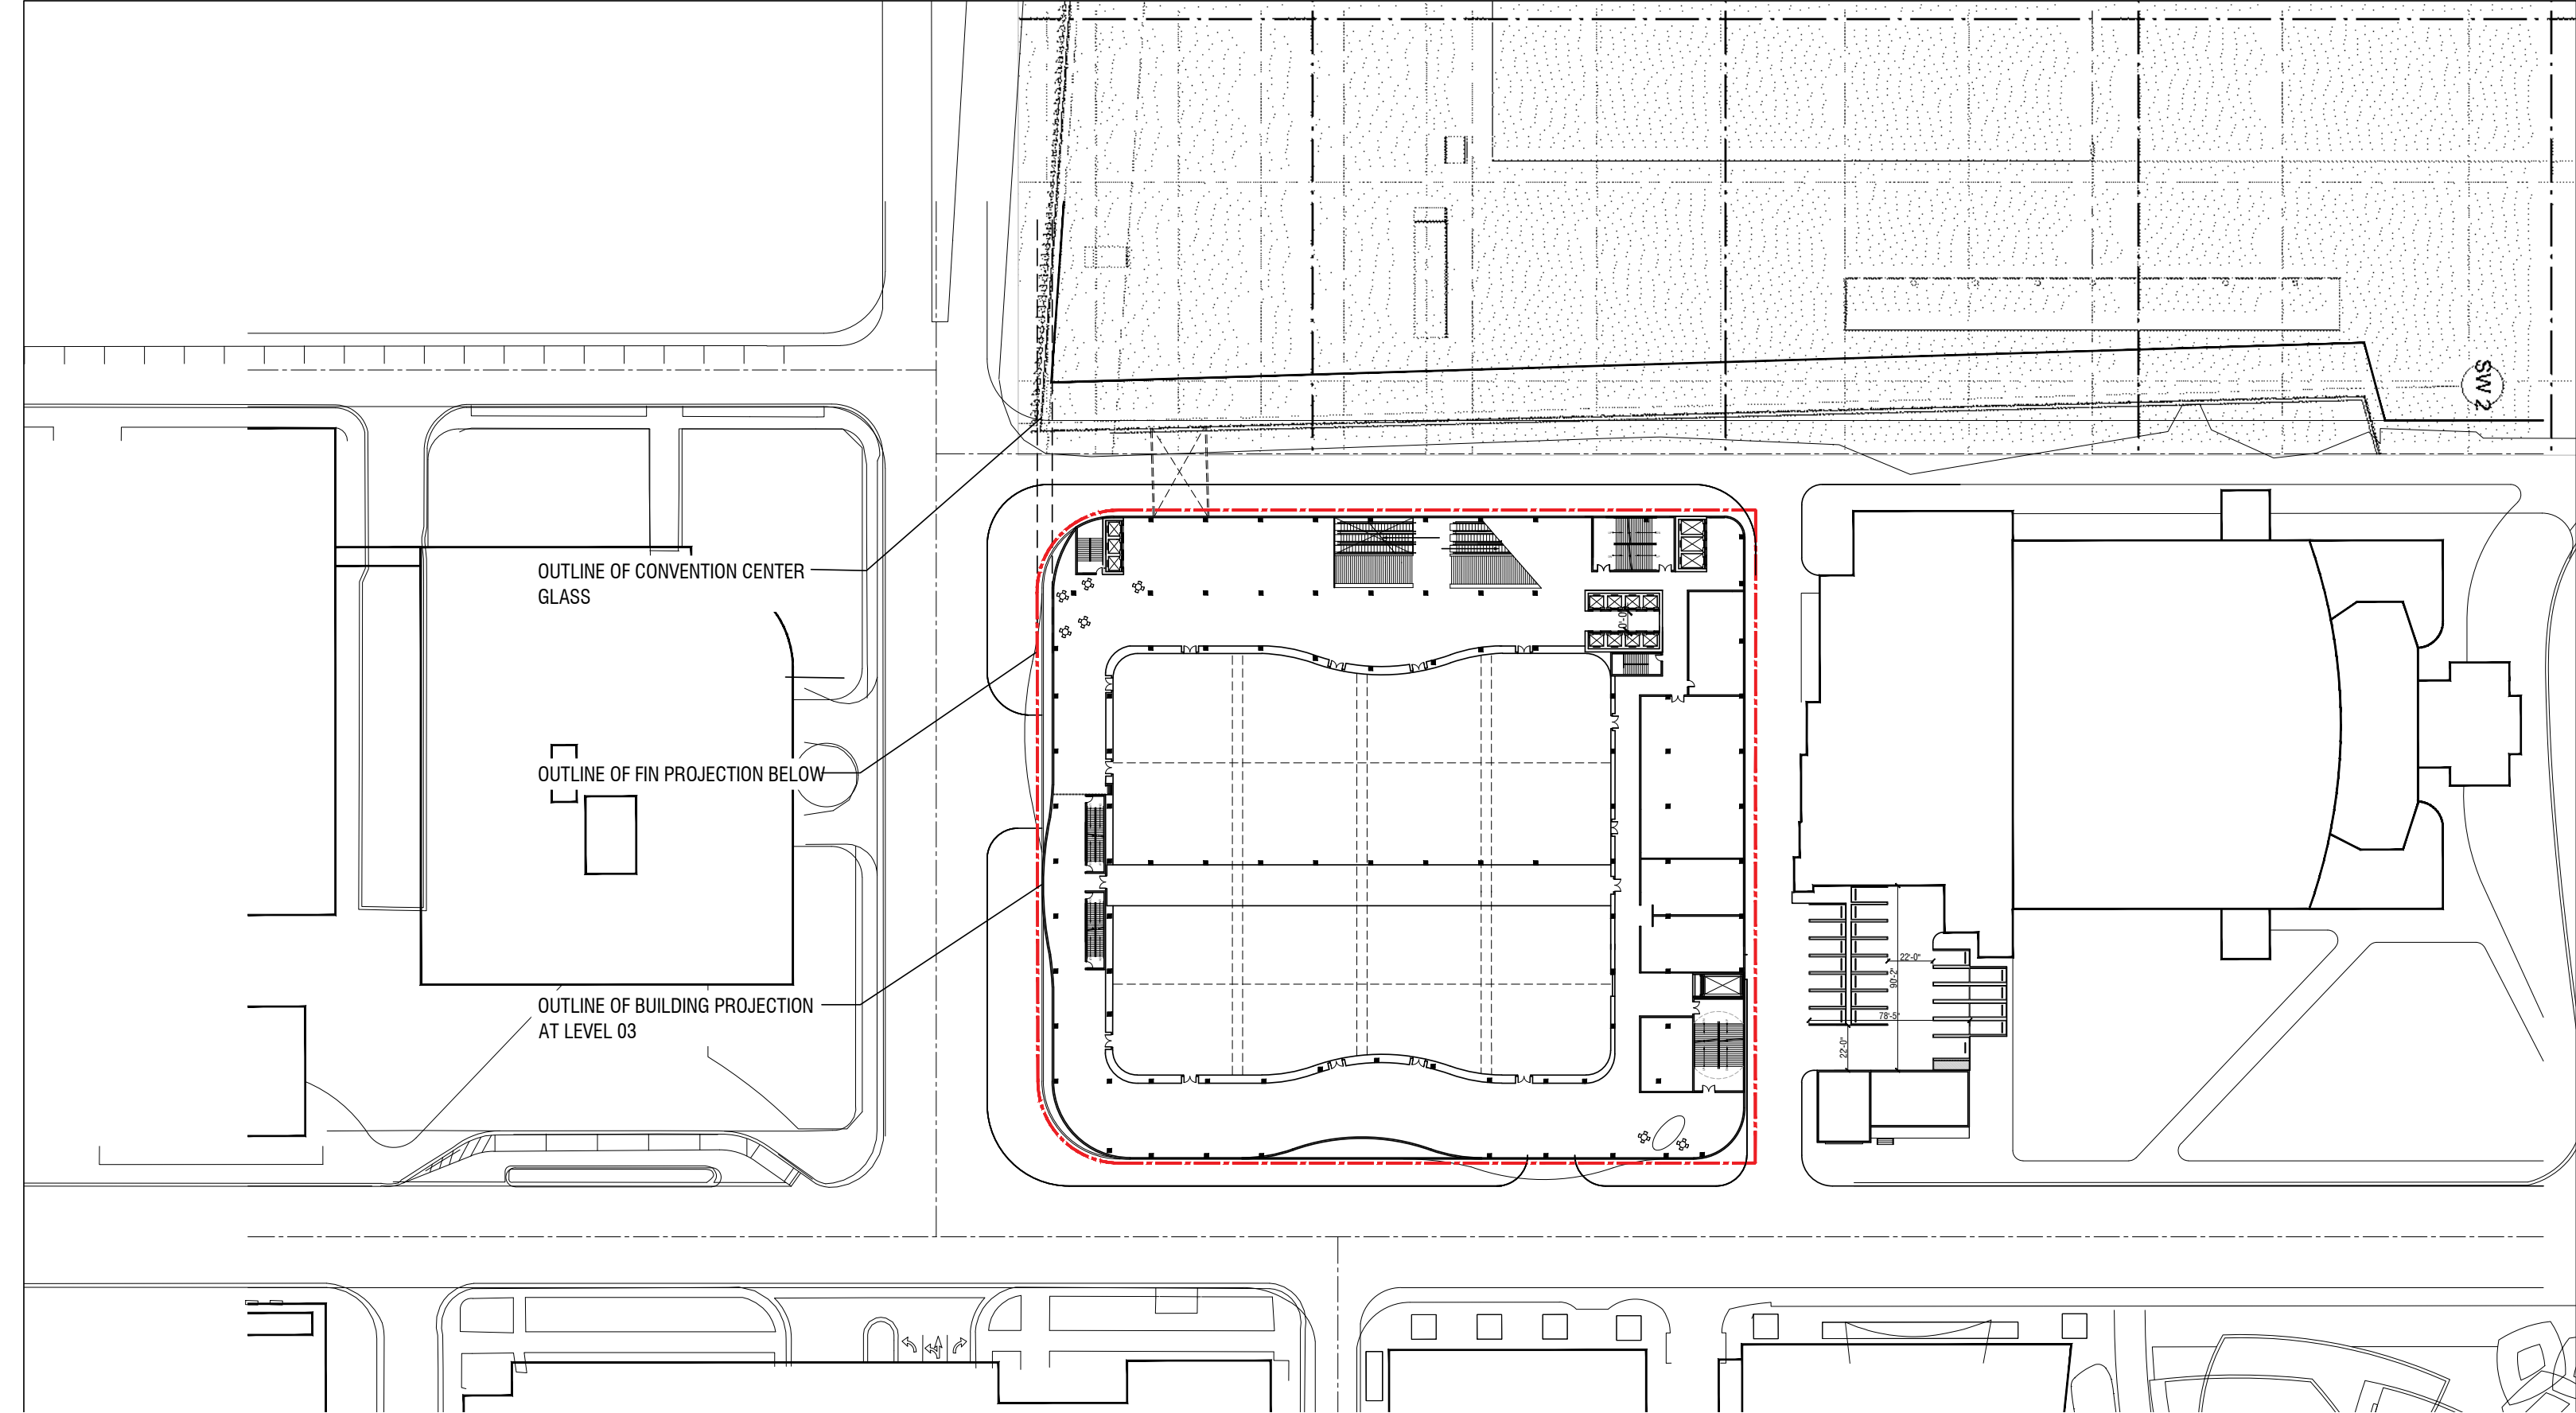 SW 2
OUTLINE OF CONVENTION CENTER
GLASS
OUTLINE OF FIN PROJECTION BELOW
OUTLINE OF BUILDING PROJECTION
AT LEVEL 03
22'-0"
90'-2"
78'-5"
22'-0"